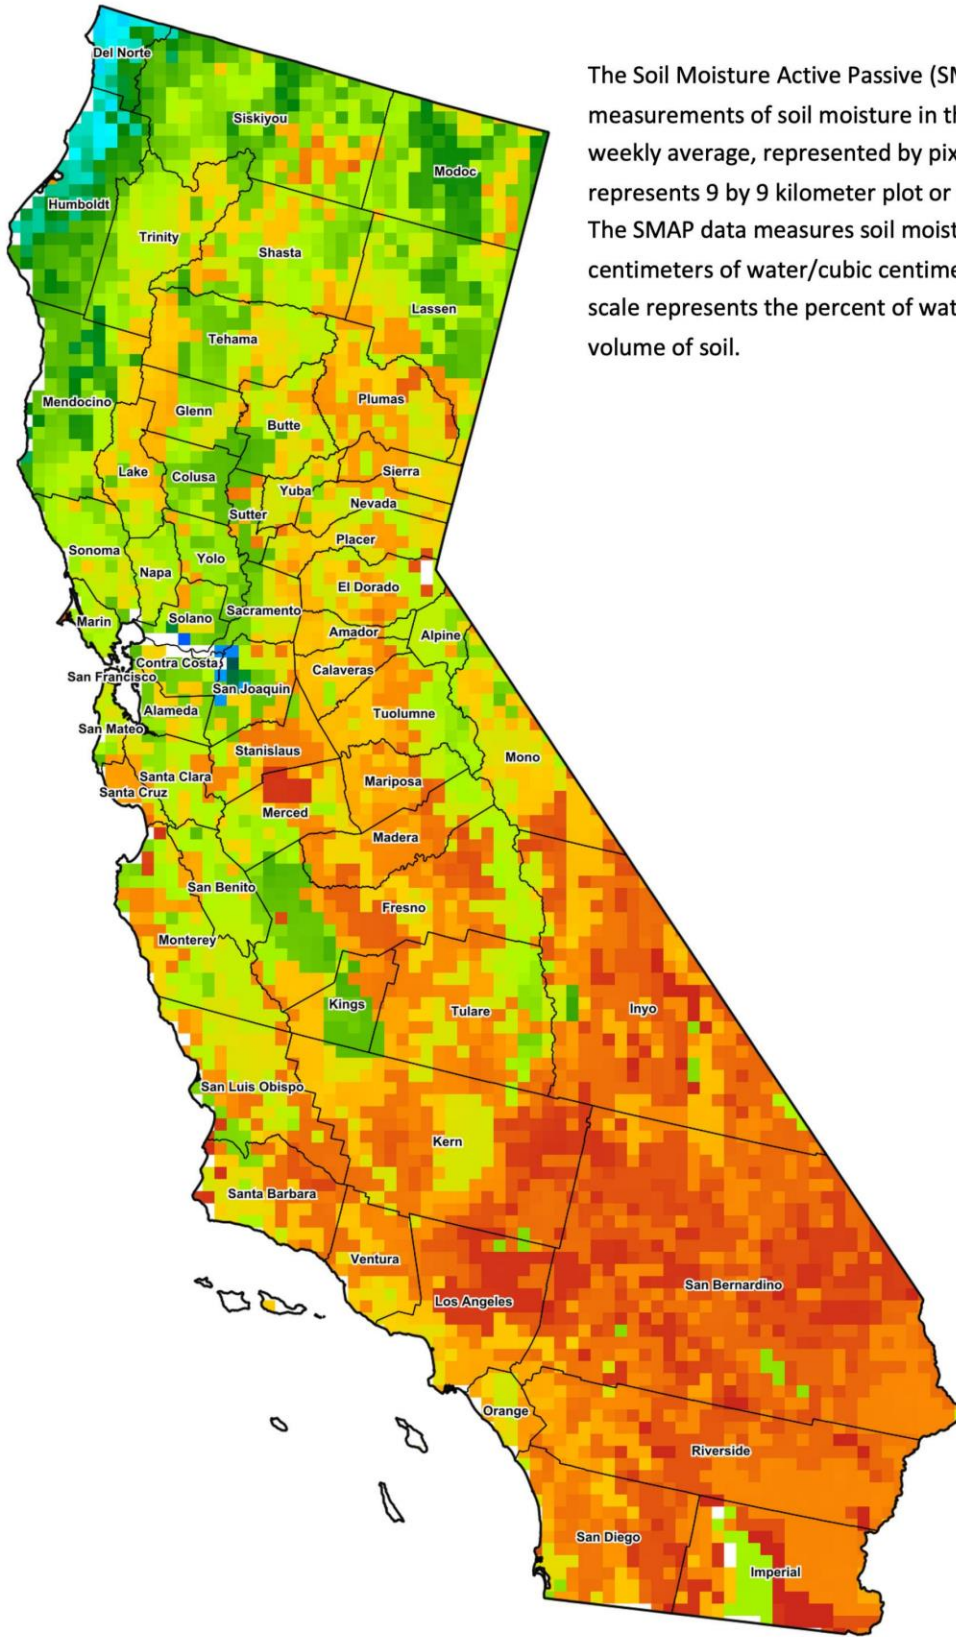 The Soil Moisture Active Passive (SM
measurements of soil moisture in th
weekly average, represented by pix
represents 9 by 9 kilometer plot or
The SMAP data measures soil moist
centimeters of water/cubic centime
scale represents the percent of wat
volume of soil.
Del Norte
Siskiyou
Modoc
Humboldt
Trinity
Shasta
Lassen
Tehama
Mendocino
Glenn
Butte
Plumas
Lake
Colusa
Yuba
Sierra
Sutter
Nevada
Placer
Sonoma
Napa
Yolo
El Dorado
Marin
Solano
Sacramento
Amador
Alpine
Contra Costa
San Francisco
San Joaquin
Calaveras
Alameda
Tuolumne
San Mateo
Stanislaus
Mono
Santa Clara
Santa Cruz
Merced
Mariposa
Madera
San Benito
Fresno
Monterey
Kings
Tulare
Inyo
San Luis Obispo
Kern
Santa Barbara
Ventura
Los Angeles
San Bernardino
Orange
Riverside
San Diego
Imperial